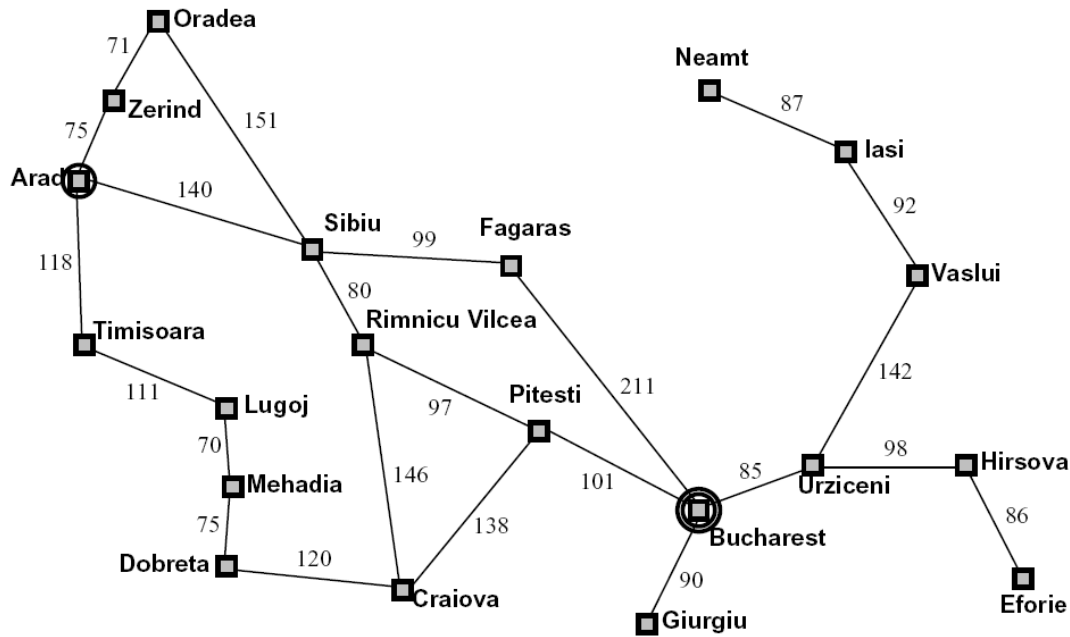 Oradea
71
Neamt
87
Zerind
75
151
Iasi
Arad
140
92
Sibiu
Fagaras
99
118
Vaslui
80
Timisoara
Rimnicu Vilcea
111
211
142
Pitesti
Lugoj
97
70
98
Hirsova
85
146
101
Urziceni
Mehadia
86
75
138
Bucharest
Dobreta
120
90
Craiova
Eforie
Giurgiu